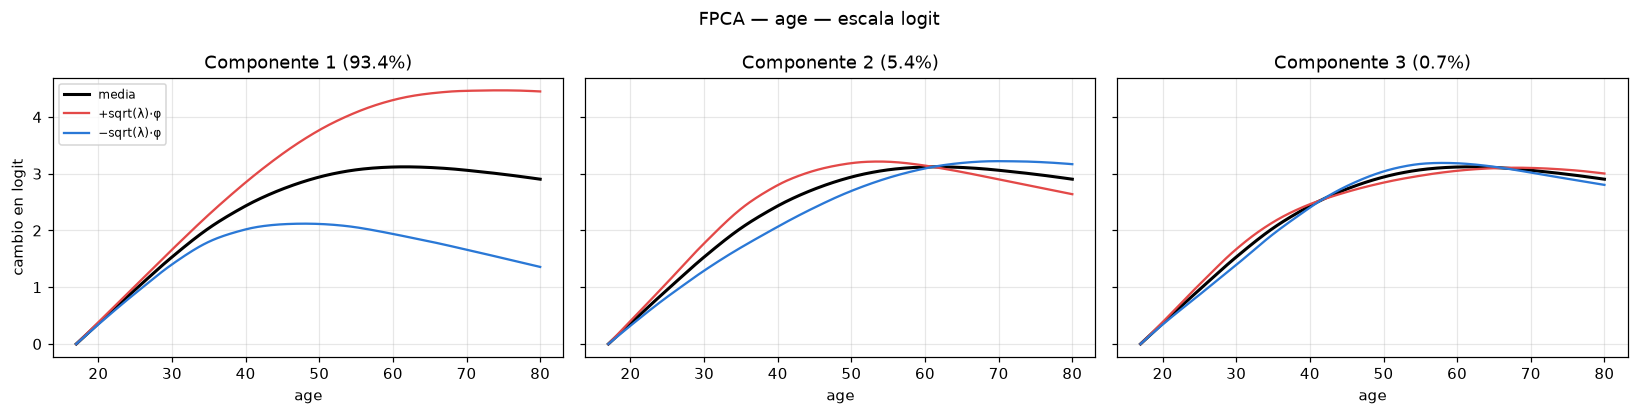 FPCA — age — escala logit
Componente 1 (93.4%)
Componente 2 (5.4%)
Componente 3 (0.7%)
media
+sqrt(λ)·φ
−sqrt(λ)·φ
cambio en logit
4
3
2
1
0
20 30 40 50 60 70 80
20 30 40 50 60 70 80
20 30 40 50 60 70 80
age
age
age